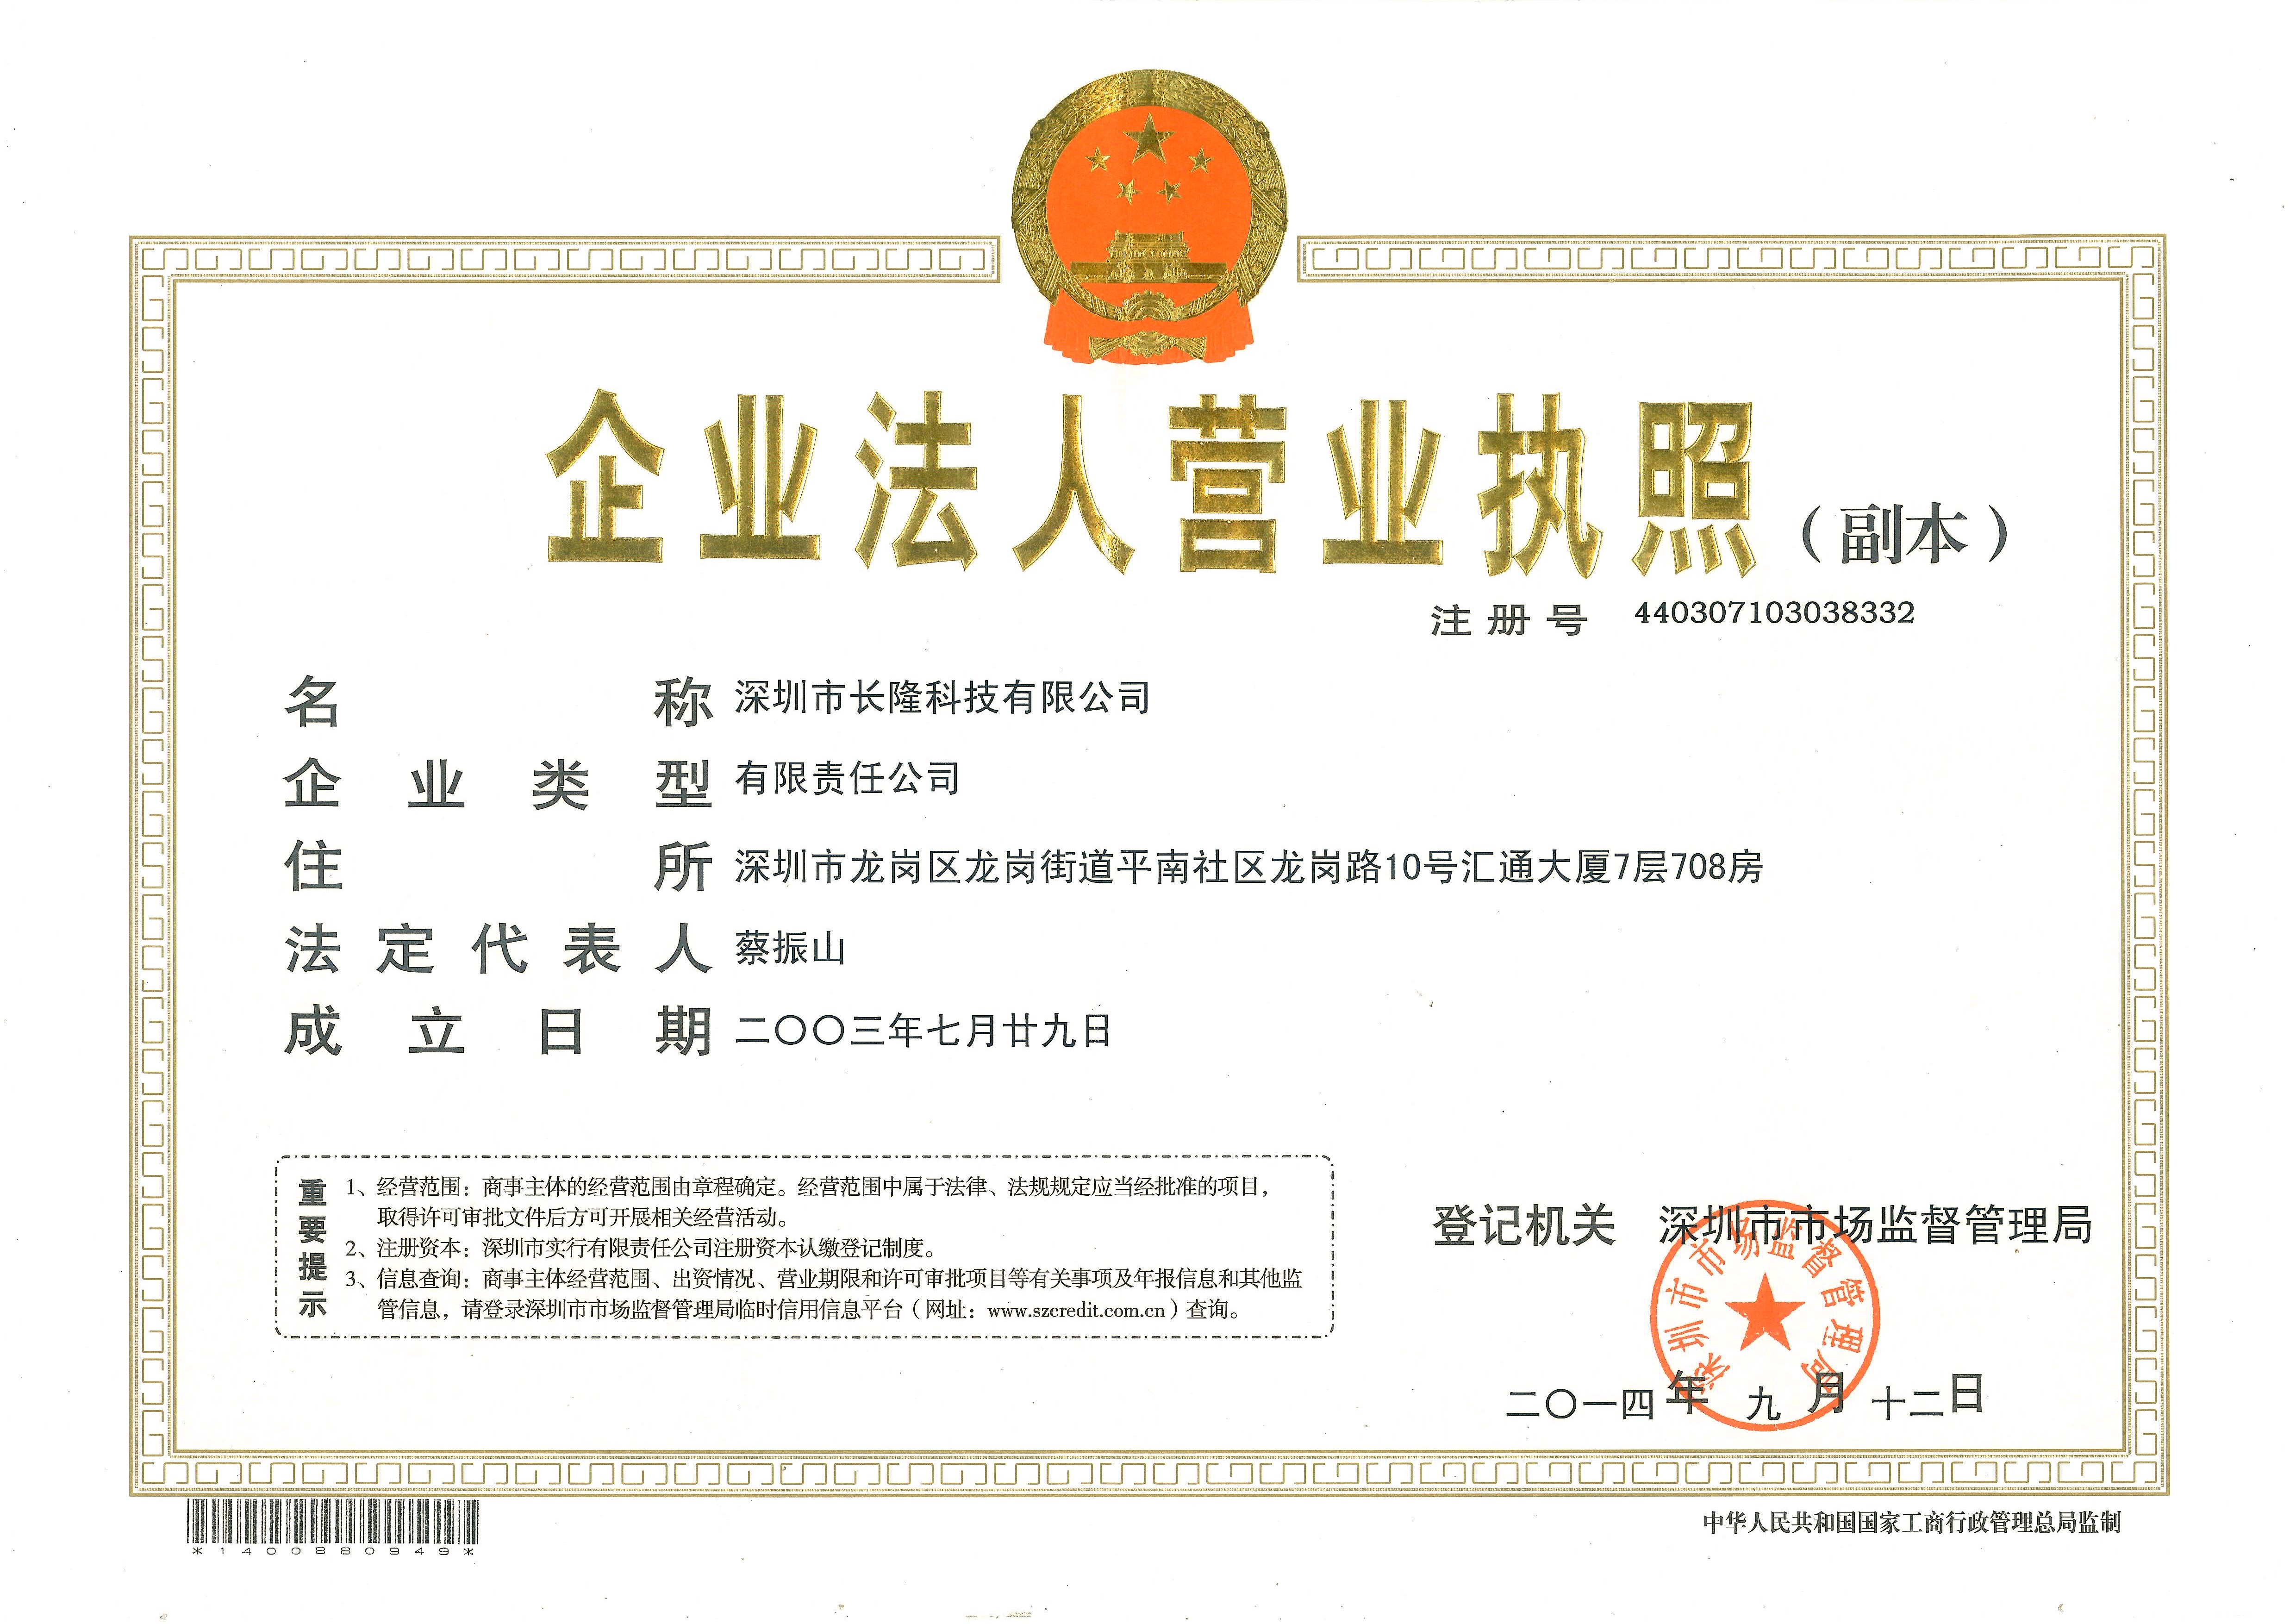 企业法人营业执照（副本）
注册号 440307103038332
名称 深圳市长隆科技有限公司
企业类型 有限责任公司
住所 深圳市龙岗区龙岗街道平南社区龙岗路10号汇通大厦7层708房
法定代表人 蔡振山
成立日期 二〇〇三年七月廿九日
重要提示
1、经营范围：商事主体的经营范围由章程确定。经营范围中属于法律、法规规定应当经批准的项目，
取得许可审批文件后方可开展相关经营活动。
2、注册资本：深圳市实行有限责任公司注册资本认缴登记制度。
3、信息查询：商事主体经营范围、出资情况、营业期限和许可审批项目等有关事项及年报信息和其他监
管信息，请登录深圳市市场监督管理局临时信用信息平台（网址：www.szcredit.com.cn）查询。
登记机关 深圳市市场监督管理局
深圳市市场监督管理局
二〇一四年九月十二日
*1400880949*
中华人民共和国国家工商行政管理总局监制